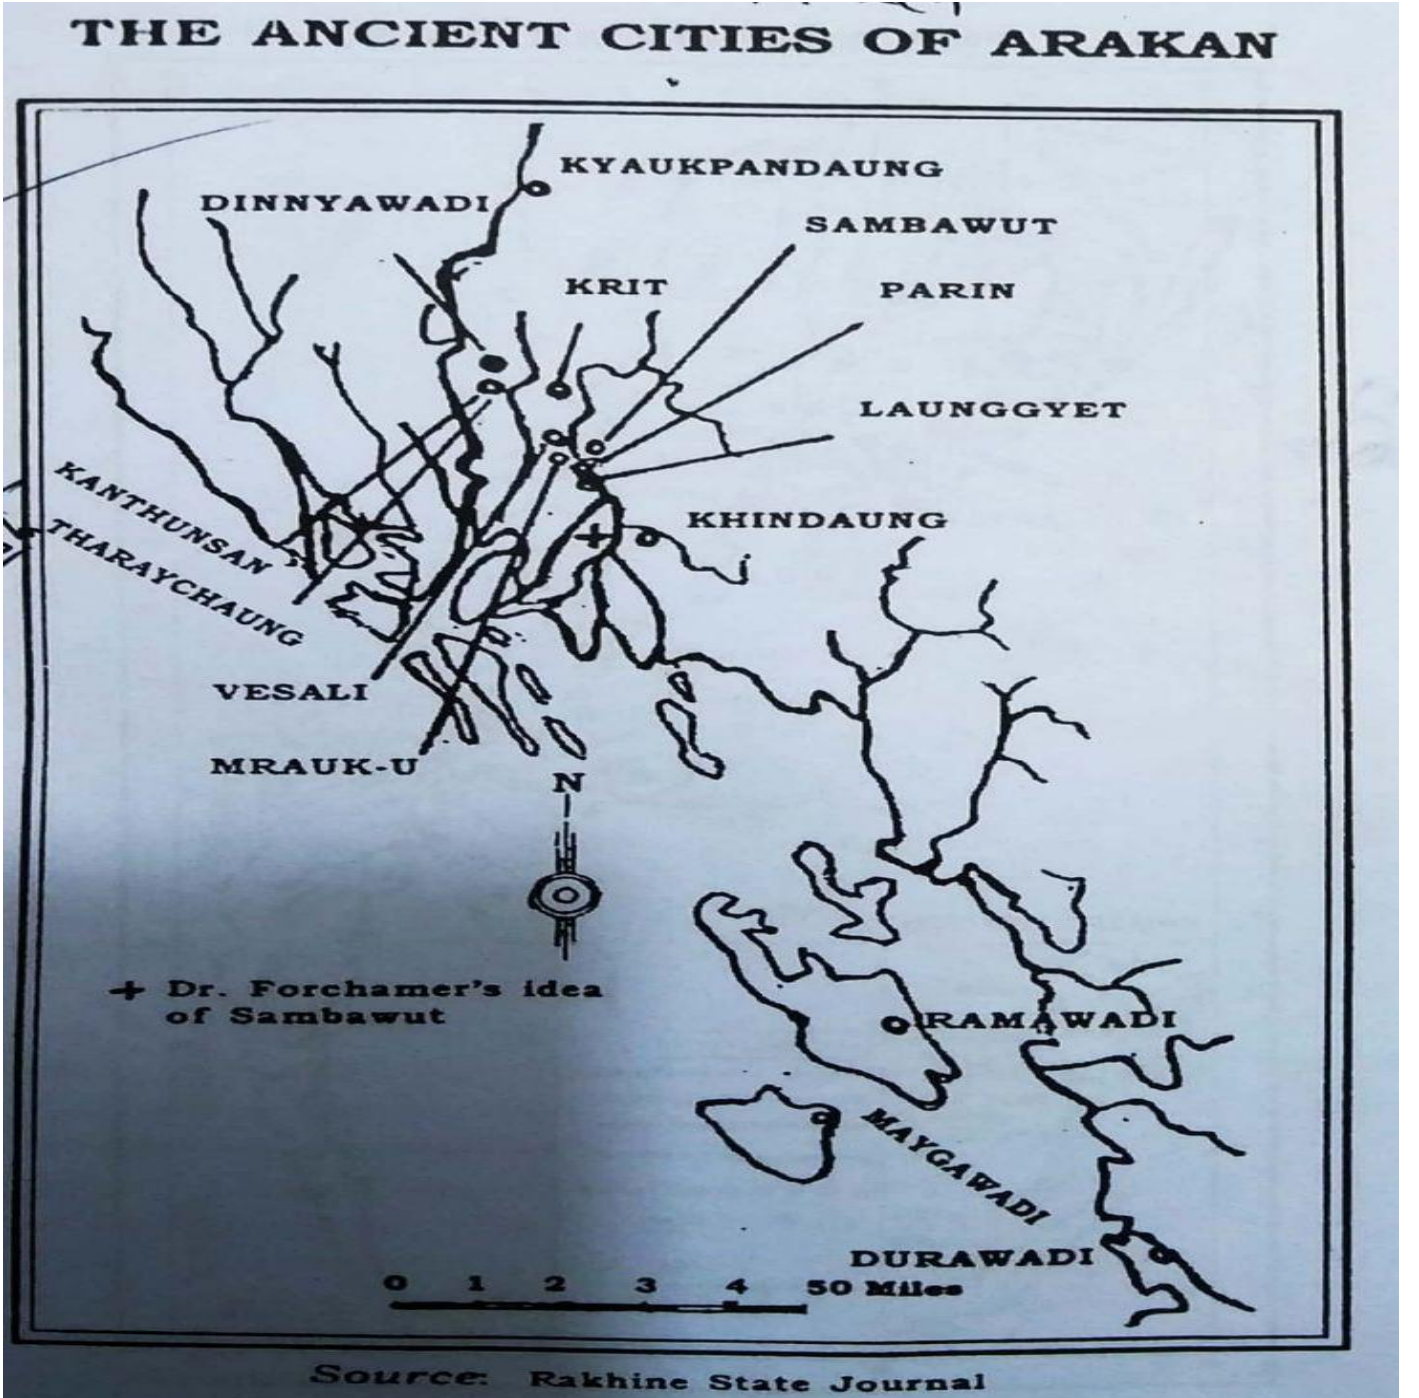 THE ANCIENT CITIES OF ARAKAN
KYAUKPANDAUNG
DINNYAWADI
SAMBAWUT
KRIT
PARIN
LAUNGGYET
KANTHUNSAN
KHINDAUNG
THARAYCHAUNG
VESALI
MRAUK-U
N
+ Dr. Forchamer's idea
of Sambawut
RAMAWADI
MAYGAWADI
DURAWADI
0 1 2 3 4 50 Miles
Source: Rakhine State Journal